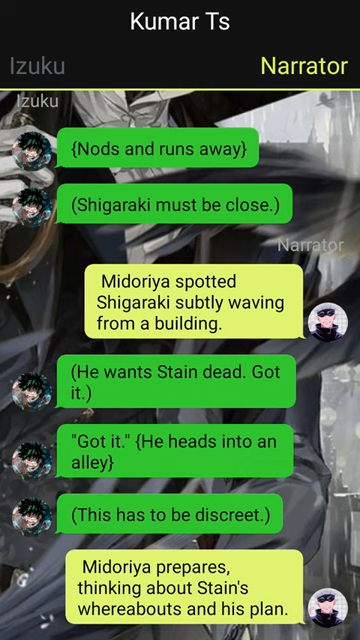 Kumar Ts
Izuku Narrator
Izuku
{Nods and runs away}
(Shigaraki must be close.)
Narrator
Midoriya spotted
Shigaraki subtly waving
from a building.
(He wants Stain dead. Got
it.)
"Got it." {He heads into an
alley}
(This has to be discreet.)
Midoriya prepares,
thinking about Stain's
whereabouts and his plan.